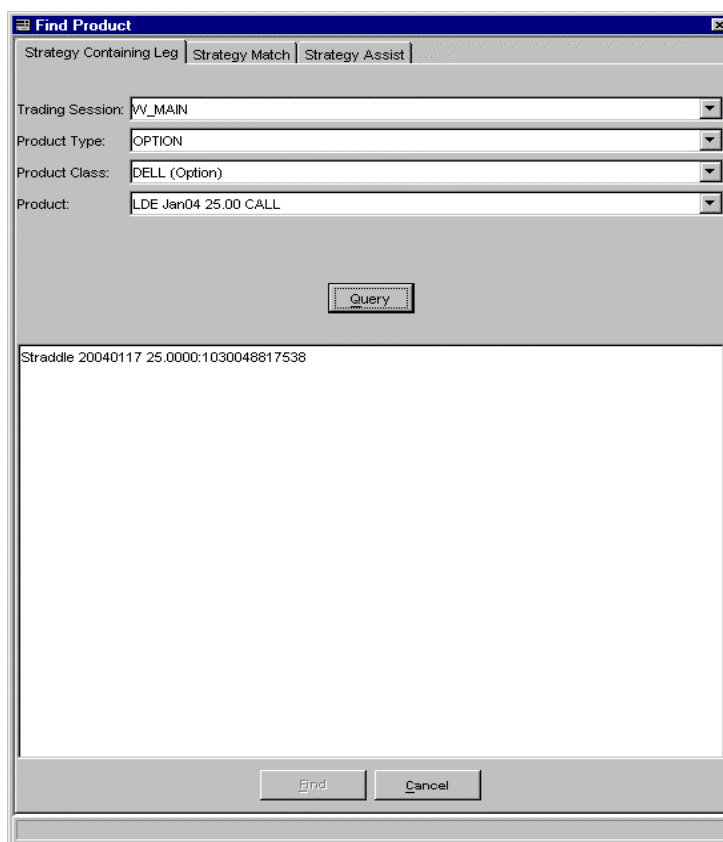 Find Product
Strategy Containing Leg Strategy Match Strategy Assist
Trading Session: W_MAIN
Product Type: OPTION
Product Class: DELL (Option)
Product: LDE Jan04 25.00 CALL
Query
Straddle 20040117 25.0000:1030048817538
Find Cancel